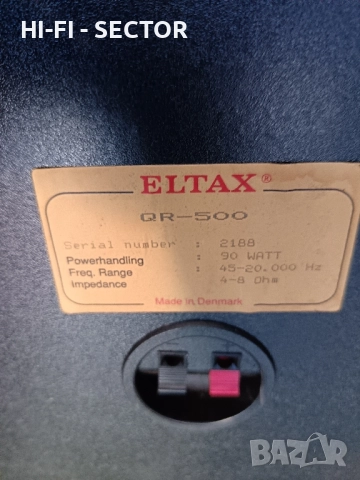 HI-FI - SECTOR
ELTAX®
QR-500
Serial number : 2188
Powerhandling : 90 WATT
Freq. Range : 45-20.000 Hz
Impedance : 4-8 Ohm
Made in Denmark
BAZAR
bg